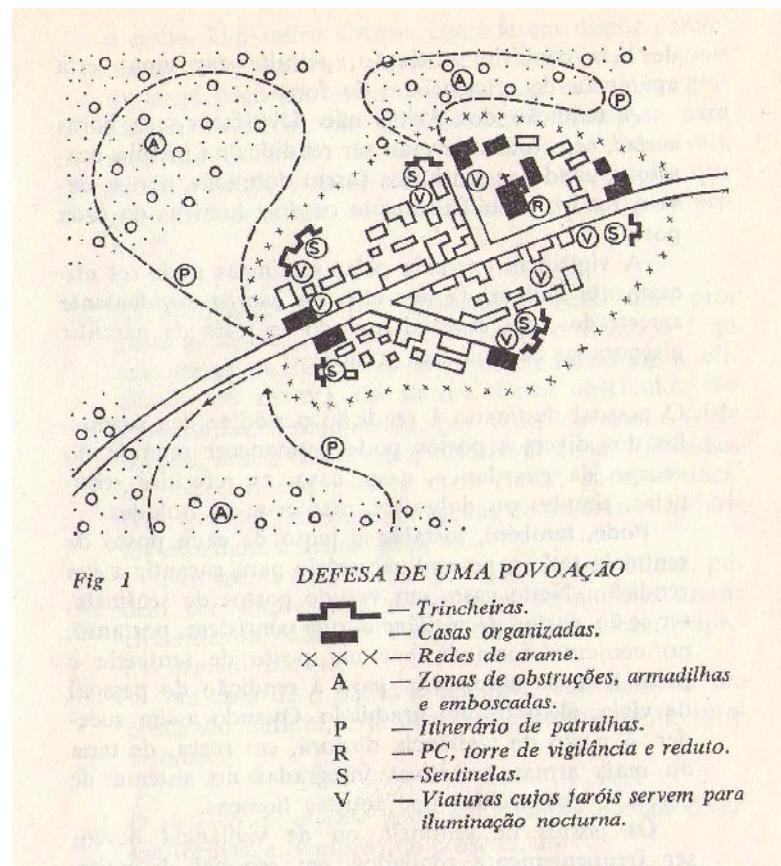 A
P
A
S
V
V
R
V S
S
V
P
V
V
V S
S
P
A
Fig 1
DEFESA DE UMA POVOAÇÃO
— Trincheiras.
— Casas organizadas.
× × × — Redes de arame.
A — Zonas de obstruções, armadilhas
e emboscadas.
P — Itinerário de patrulhas.
R — PC, torre de vigilância e reduto.
S — Sentinelas.
V — Viaturas cujos faróis servem para
iluminação nocturna.